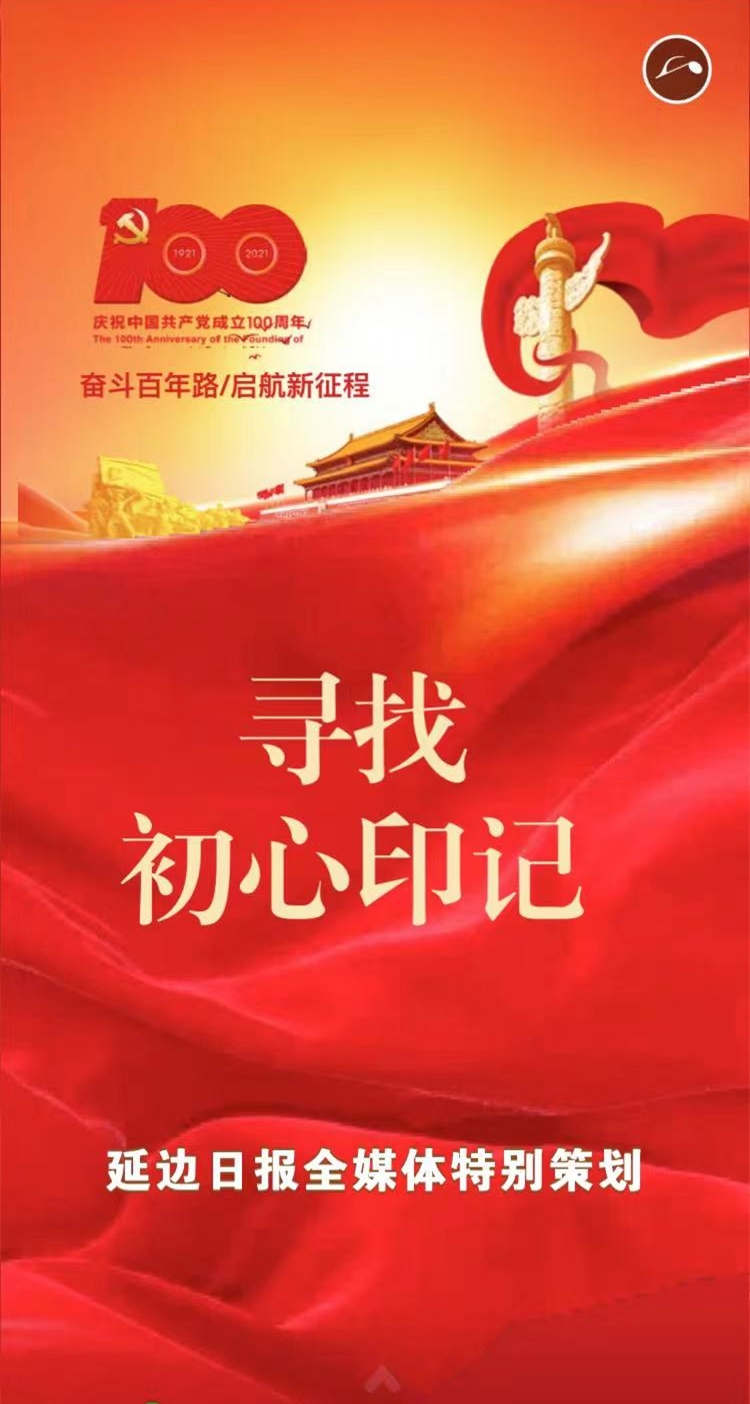 1921
2021
庆祝中国共产党成立100周年
The 100th Anniversary of the Founding of
奋斗百年路/启航新征程
寻找
初心印记
延边日报全媒体特别策划